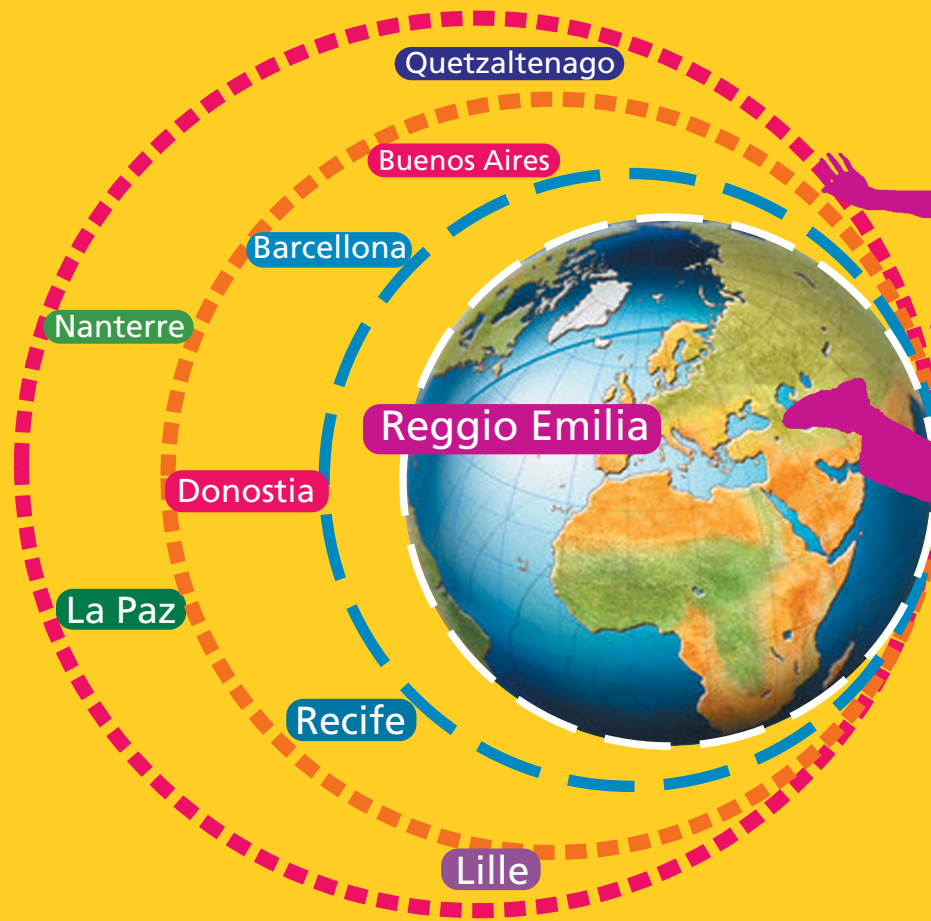 Quetzaltenago
Buenos Aires
Barcellona
Nanterre
Reggio Emilia
Donostia
La Paz
Recife
Lille